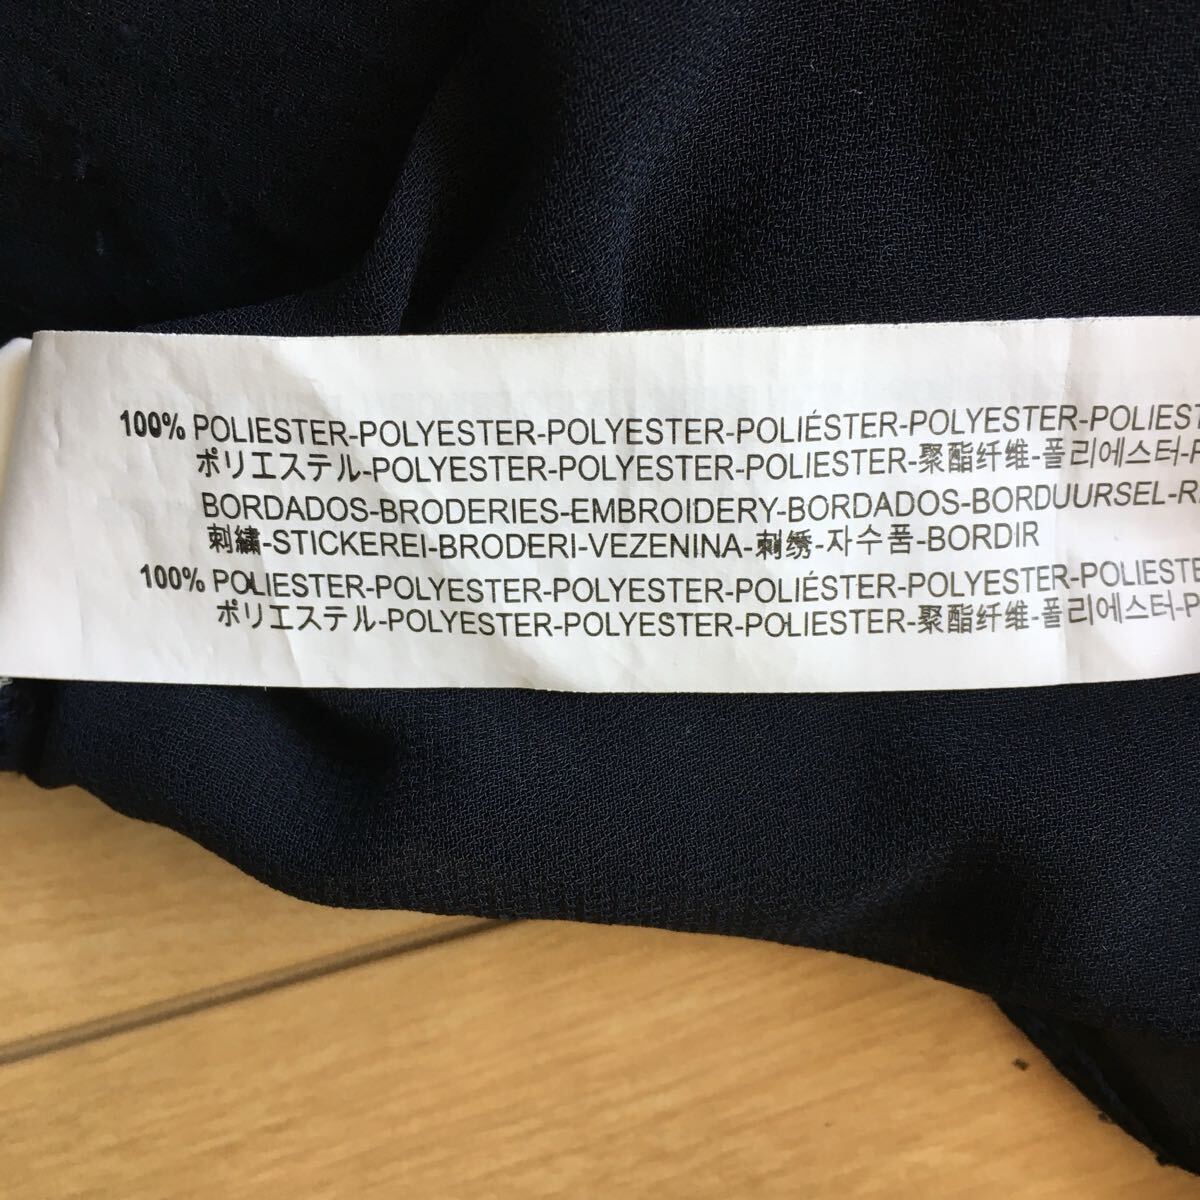 100% POLIESTER-POLYESTER-POLYESTER-POLIÉSTER-POLYESTER-POLIEST
ポリエステル-POLYESTER-POLYESTER-POLIESTER-聚酯纤维-폴리에스터-P
BORDADOS-BRODERIES-EMBROIDERY-BORDADOS-BORDUURSEL-R
刺繍-STICKEREI-BRODERI-VEZENINA-刺绣-자수품-BORDIR
100% POLIESTER-POLYESTER-POLYESTER-POLIÉSTER-POLYESTER-POLIESTE
ポリエステル-POLYESTER-POLYESTER-POLIESTER-聚酯纤维-폴리에스터-P